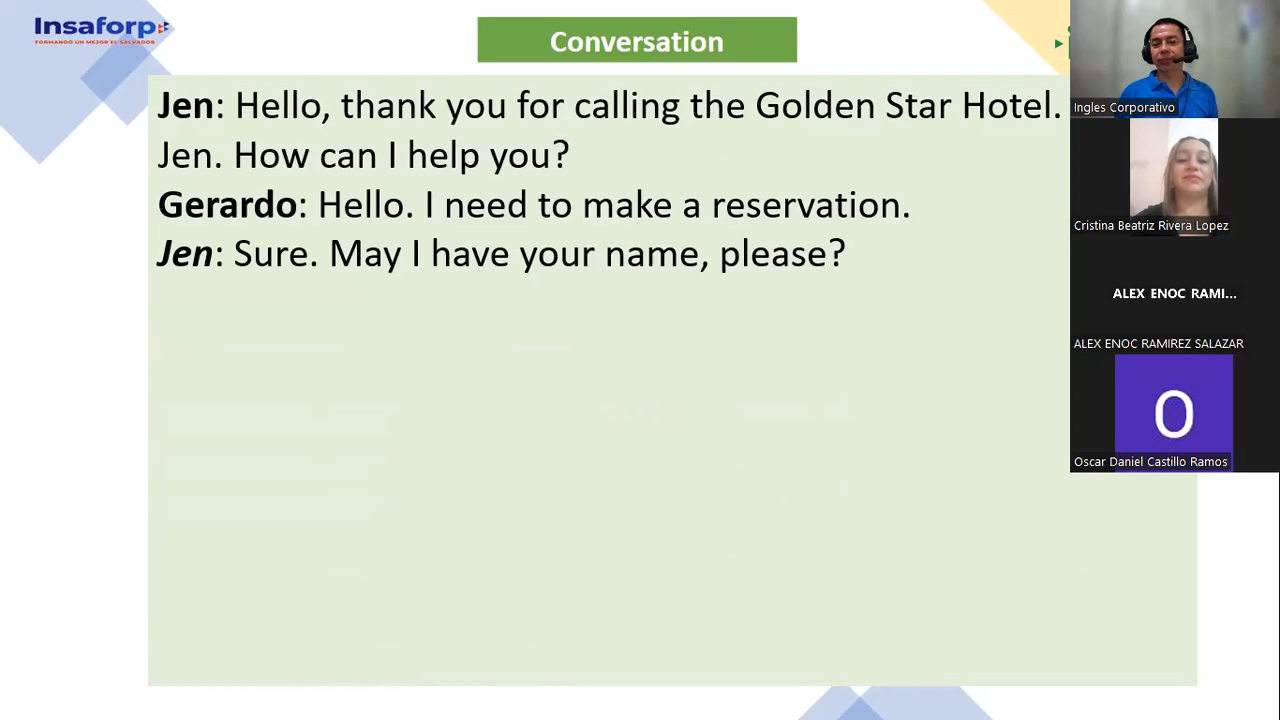 Insaforp
FORMANDO UN MEJOR EL SALVADOR
Conversation
Jen: Hello, thank you for calling the Golden Star Hotel.
Jen. How can I help you?
Gerardo: Hello. I need to make a reservation.
Jen: Sure. May I have your name, please?
Ingles Corporativo
Cristina Beatriz Rivera Lopez
ALEX ENOC RAMI...
ALEX ENOC RAMIREZ SALAZAR
O
Oscar Daniel Castillo Ramos